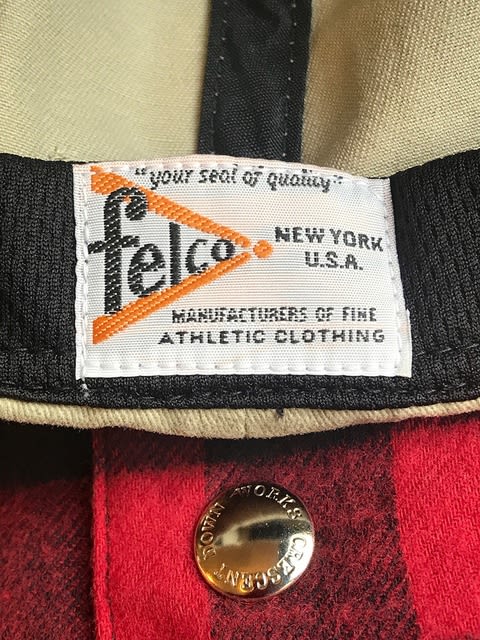 "your seal of quality"
felco
NEW YORK
U.S.A.
MANUFACTURERS OF FINE
ATHLETIC CLOTHING
CRESCENT DOWN WORKS